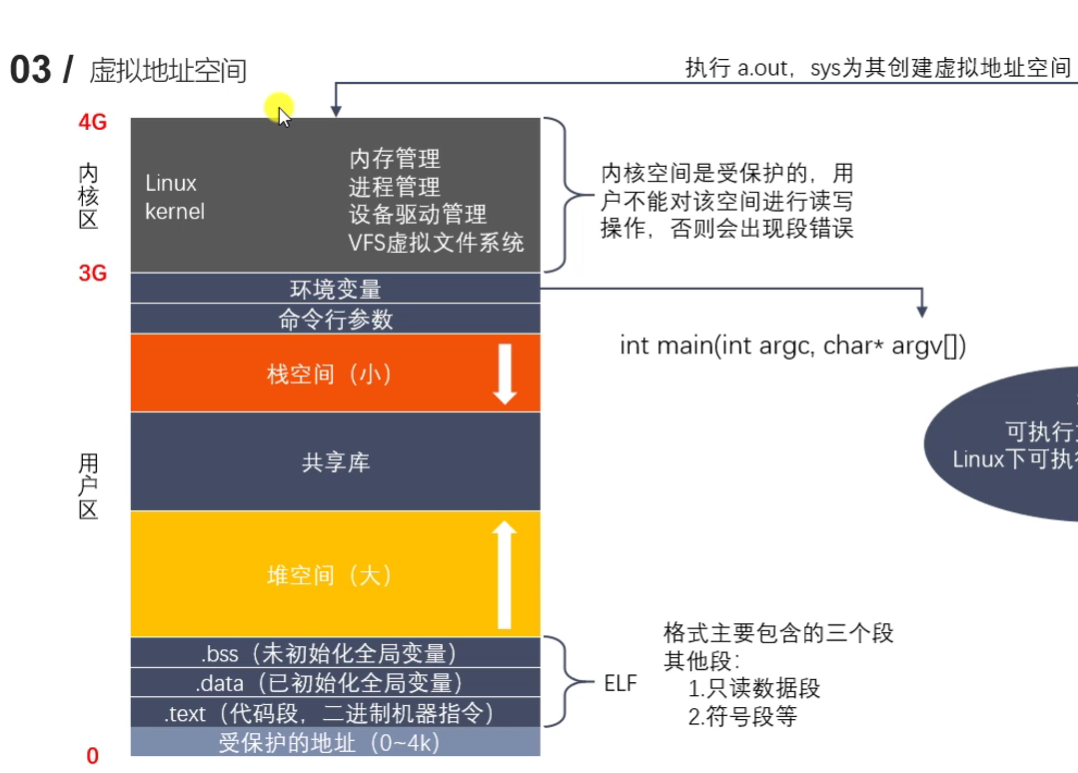 03 / 虚拟地址空间
执行 a.out，sys为其创建虚拟地址空间
4G
内核区
Linux
kernel
内存管理
进程管理
设备驱动管理
VFS虚拟文件系统
内核空间是受保护的，用
户不能对该空间进行读写
操作，否则会出现段错误
3G
环境变量
命令行参数
int main(int argc, char* argv[])
栈空间（小）
可执行
Linux下可执
用户区
共享库
堆空间（大）
.bss（未初始化全局变量）
.data（已初始化全局变量）
.text（代码段，二进制机器指令）
ELF
格式主要包含的三个段
其他段：
1.只读数据段
2.符号段等
受保护的地址（0~4k）
0